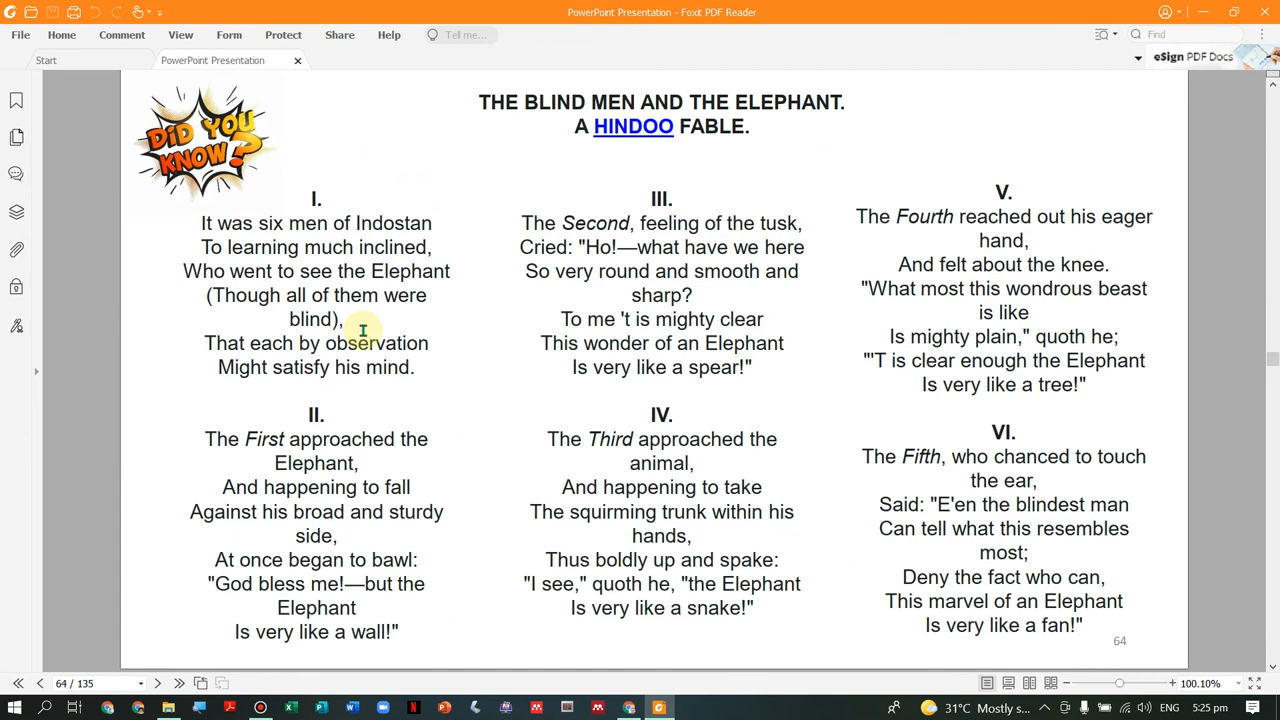 PowerPoint Presentation - Foxit PDF Reader
File Home Comment View Form Protect Share Help Tell me... Find
Start PowerPoint Presentation eSign PDF Docs
DiD YOU
KNOW?
THE BLIND MEN AND THE ELEPHANT.
A HINDOO FABLE.
I.
It was six men of Indostan
To learning much inclined,
Who went to see the Elephant
(Though all of them were
blind),
That each by observation
Might satisfy his mind.
II.
The First approached the
Elephant,
And happening to fall
Against his broad and sturdy
side,
At once began to bawl:
"God bless me!—but the
Elephant
Is very like a wall!"
III.
The Second, feeling of the tusk,
Cried: "Ho!—what have we here
So very round and smooth and
sharp?
To me 't is mighty clear
This wonder of an Elephant
Is very like a spear!"
IV.
The Third approached the
animal,
And happening to take
The squirming trunk within his
hands,
Thus boldly up and spake:
"I see," quoth he, "the Elephant
Is very like a snake!"
V.
The Fourth reached out his eager
hand,
And felt about the knee.
"What most this wondrous beast
is like
Is mighty plain," quoth he;
"'T is clear enough the Elephant
Is very like a tree!"
VI.
The Fifth, who chanced to touch
the ear,
Said: "E'en the blindest man
Can tell what this resembles
most;
Deny the fact who can,
This marvel of an Elephant
Is very like a fan!"
64
64 / 135
100.10%
31°C Mostly s... ENG 5:25 pm